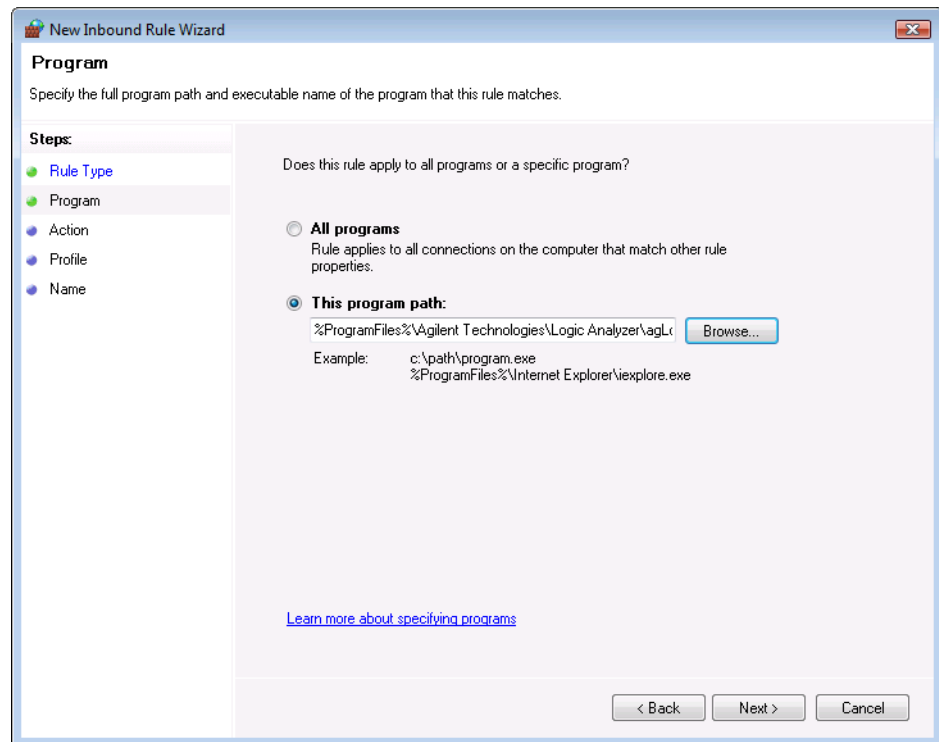 New Inbound Rule Wizard
Program
Specify the full program path and executable name of the program that this rule matches.
Steps:
Rule Type
Program
Action
Profile
Name
Does this rule apply to all programs or a specific program?
All programs
Rule applies to all connections on the computer that match other rule
properties.
This program path:
%ProgramFiles%\Agilent Technologies\Logic Analyzer\agLo
Browse...
Example: c:\path\program.exe
%ProgramFiles%\Internet Explorer\iexplore.exe
Learn more about specifying programs
< Back Next > Cancel